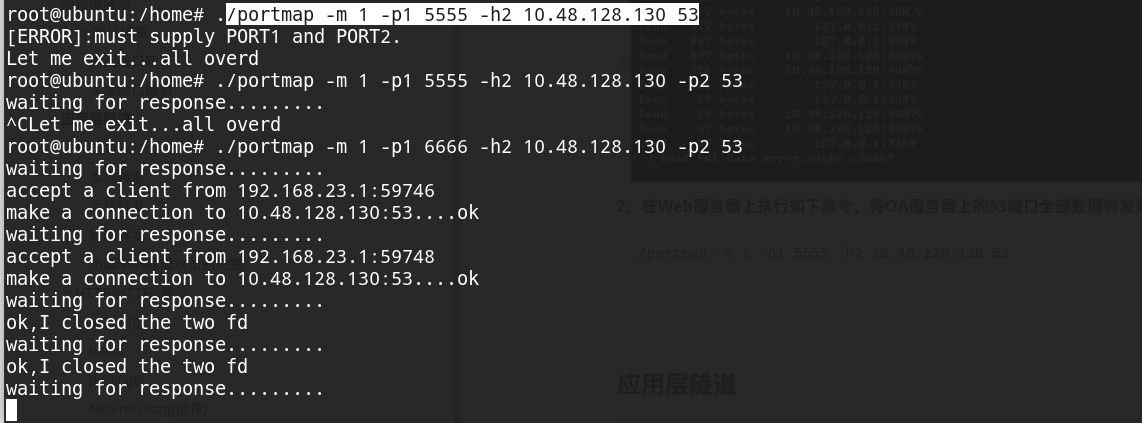 root@ubuntu:/home# ./portmap -m 1 -p1 5555 -h2 10.48.128.130 53
[ERROR]:must supply PORT1 and PORT2.
Let me exit...all overd
root@ubuntu:/home# ./portmap -m 1 -p1 5555 -h2 10.48.128.130 -p2 53
waiting for response.........
^CLet me exit...all overd
root@ubuntu:/home# ./portmap -m 1 -p1 6666 -h2 10.48.128.130 -p2 53
waiting for response.........
accept a client from 192.168.23.1:59746
make a connection to 10.48.128.130:53....ok
waiting for response.........
accept a client from 192.168.23.1:59748
make a connection to 10.48.128.130:53....ok
waiting for response.........
ok,I closed the two fd
waiting for response.........
ok,I closed the two fd
waiting for response.........
2、在Web服务器上执行如下命令，将OA服务器上的53端口全部数据转发
./portmap -m 1 -p1 5555 -h2 10.48.128.130 53
应用层隧道
Neo-reGeorg(推荐)